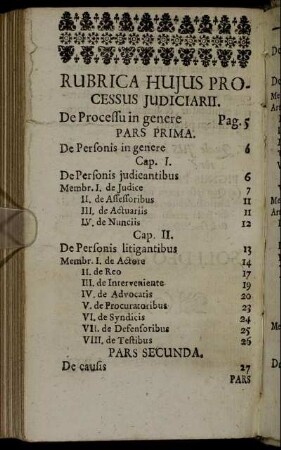 RUBRICA HUJUS PRO-
CESSUS JUDICIARII.
De Processu in genere Pag. 5
PARS PRIMA.
De Personis in genere 6
Cap. I.
De Personis judicantibus 6
Membr. I. de Judice 7
II. de Assessoribus 11
III. de Actuariis 11
IV. de Nunciis 12
Cap. II.
De Personis litigantibus 13
Membr. I. de Actore 14
II. de Reo 17
III. de Interveniente 19
IV. de Advocatis 20
V. de Procuratoribus 23
VI. de Syndicis 24
VII. de Defensoribus 25
VIII. de Testibus 26
PARS SECUNDA.
De causis 27
PARS